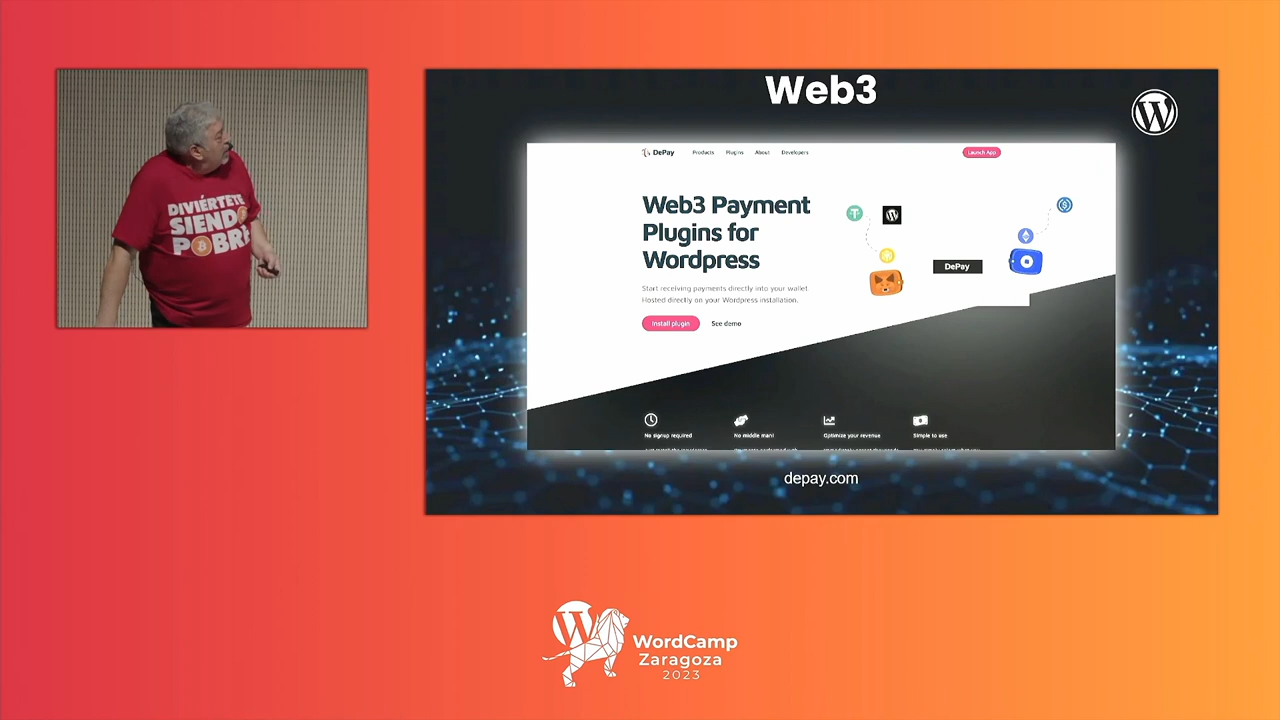 DIVIÉRTETE
SIENDO
POBRE
Web3
DePay
Products
Plugins
About
Developers
Launch App
Web3 Payment
Plugins for
Wordpress
Start receiving payments directly into your wallet.
Hosted directly on your Wordpress installation.
Install plugin
See demo
DePay
No signup required
No middle man!
Optimize your revenue
Simple to use
depay.com
WordCamp
Zaragoza
2023